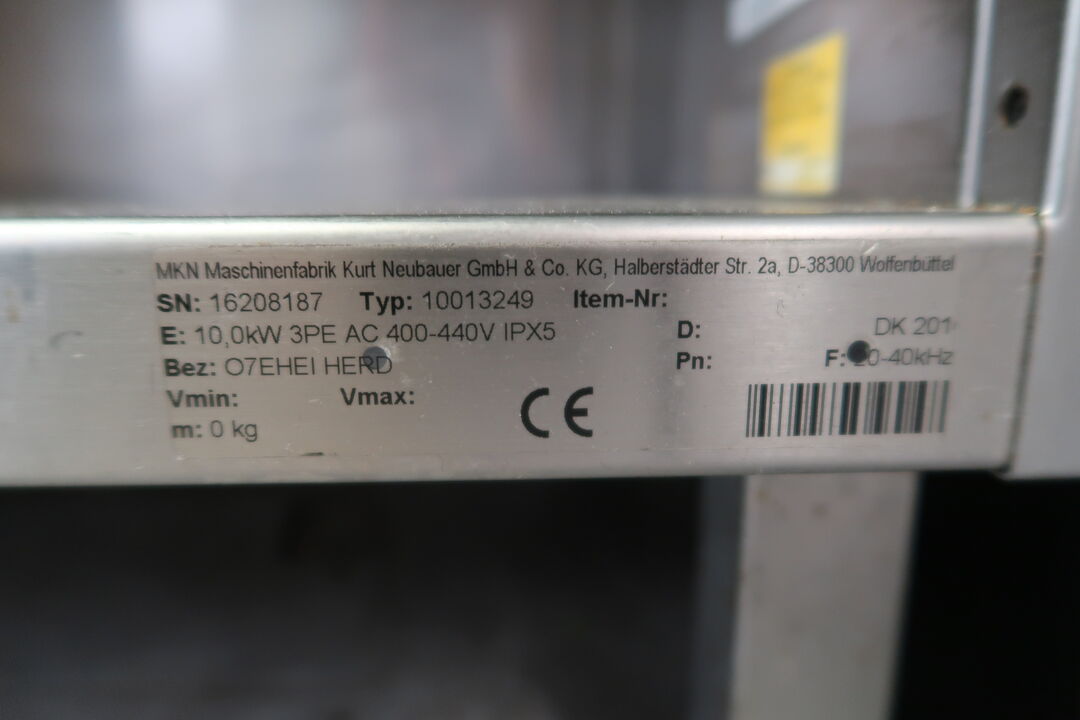 MKN Maschinenfabrik Kurt Neubauer GmbH & Co. KG, Halberstädter Str. 2a, D-38300 Wolfenbüttel
SN: 16208187 Typ: 10013249 Item-Nr:
E: 10,0kW 3PE AC 400-440V IPX5 D: DK 201
Bez: O7EHEI HERD Pn: F: 20-40kHz
Vmin: Vmax: CE
m: 0 kg